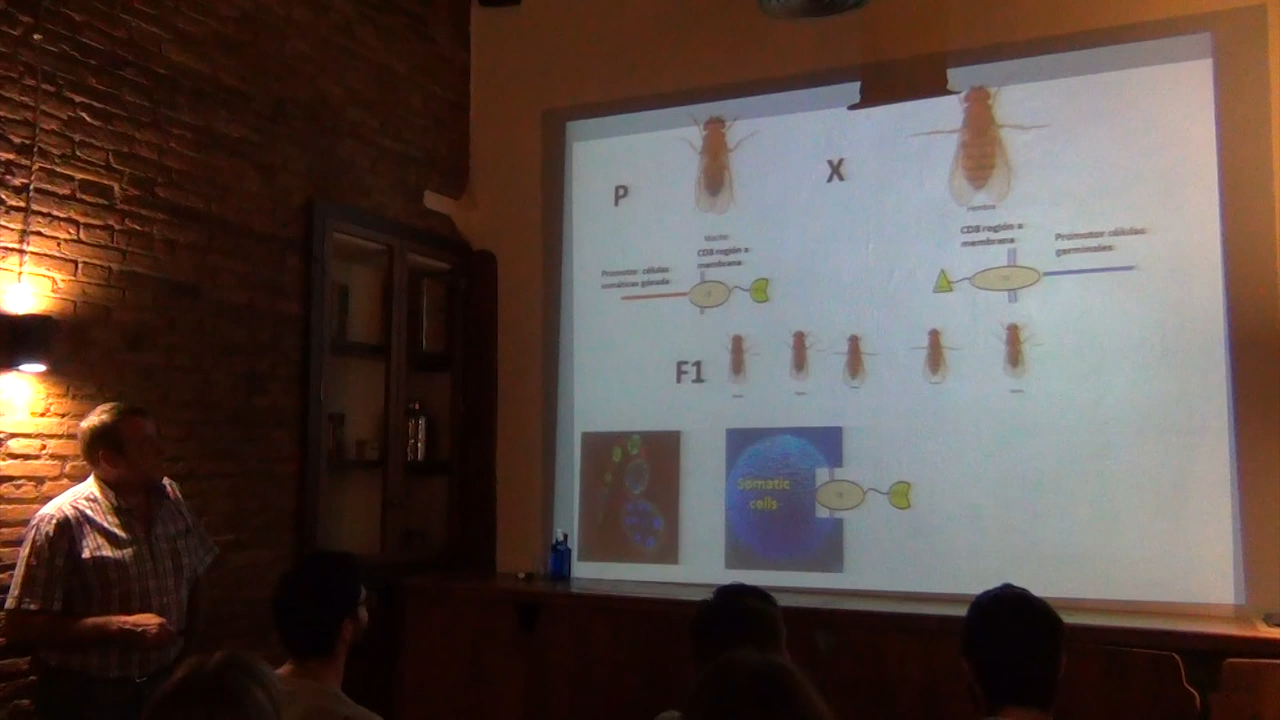 P
X
Macho
Hembra
CD8 región a
membrana
Promotor células
somáticas gónada
CD8 región a
membrana
Promotor células
germinales
F1
Somatic
cells